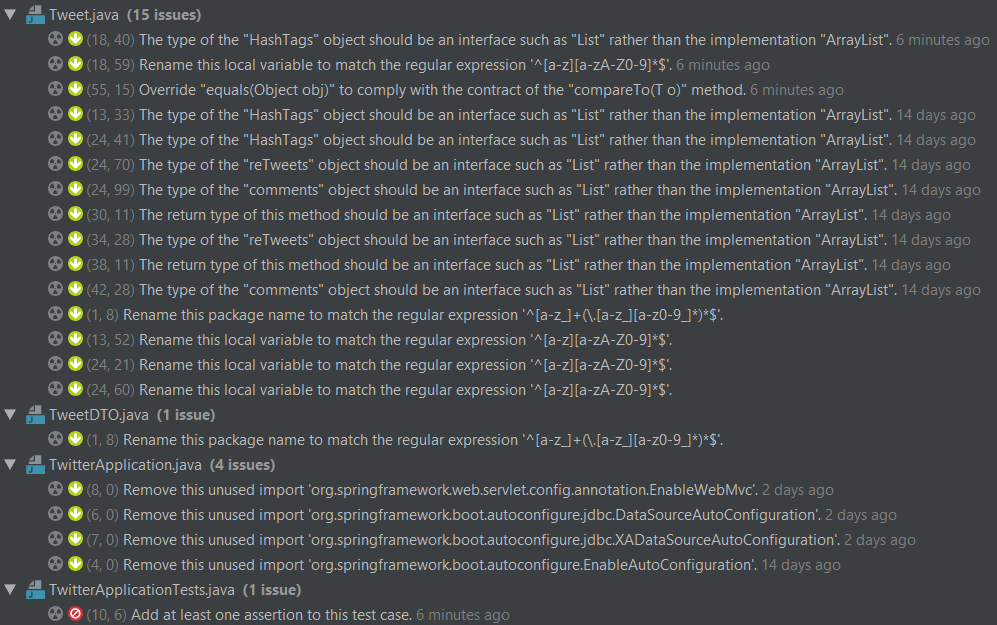 Tweet.java (15 issues)
(18, 40) The type of the "HashTags" object should be an interface such as "List" rather than the implementation "ArrayList". 6 minutes ago
(18, 59) Rename this local variable to match the regular expression '^[a-z][a-zA-Z0-9]*$'. 6 minutes ago
(55, 15) Override "equals(Object obj)" to comply with the contract of the "compareTo(T o)" method. 6 minutes ago
(13, 33) The type of the "HashTags" object should be an interface such as "List" rather than the implementation "ArrayList". 14 days ago
(24, 41) The type of the "HashTags" object should be an interface such as "List" rather than the implementation "ArrayList". 14 days ago
(24, 70) The type of the "reTweets" object should be an interface such as "List" rather than the implementation "ArrayList". 14 days ago
(24, 99) The type of the "comments" object should be an interface such as "List" rather than the implementation "ArrayList". 14 days ago
(30, 11) The return type of this method should be an interface such as "List" rather than the implementation "ArrayList". 14 days ago
(34, 28) The type of the "reTweets" object should be an interface such as "List" rather than the implementation "ArrayList". 14 days ago
(38, 11) The return type of this method should be an interface such as "List" rather than the implementation "ArrayList". 14 days ago
(42, 28) The type of the "comments" object should be an interface such as "List" rather than the implementation "ArrayList". 14 days ago
(1, 8) Rename this package name to match the regular expression '^[a-z_]+(\.[a-z_][a-z0-9_]*)*$'.
(13, 52) Rename this local variable to match the regular expression '^[a-z][a-zA-Z0-9]*$'.
(24, 21) Rename this local variable to match the regular expression '^[a-z][a-zA-Z0-9]*$'.
(24, 60) Rename this local variable to match the regular expression '^[a-z][a-zA-Z0-9]*$'.
TweetDTO.java (1 issue)
(1, 8) Rename this package name to match the regular expression '^[a-z_]+(\.[a-z_][a-z0-9_]*)*$'.
TwitterApplication.java (4 issues)
(8, 0) Remove this unused import 'org.springframework.web.servlet.config.annotation.EnableWebMvc'. 2 days ago
(6, 0) Remove this unused import 'org.springframework.boot.autoconfigure.jdbc.DataSourceAutoConfiguration'. 2 days ago
(7, 0) Remove this unused import 'org.springframework.boot.autoconfigure.jdbc.XADataSourceAutoConfiguration'. 2 days ago
(4, 0) Remove this unused import 'org.springframework.boot.autoconfigure.EnableAutoConfiguration'. 14 days ago
TwitterApplicationTests.java (1 issue)
(10, 6) Add at least one assertion to this test case. 6 minutes ago